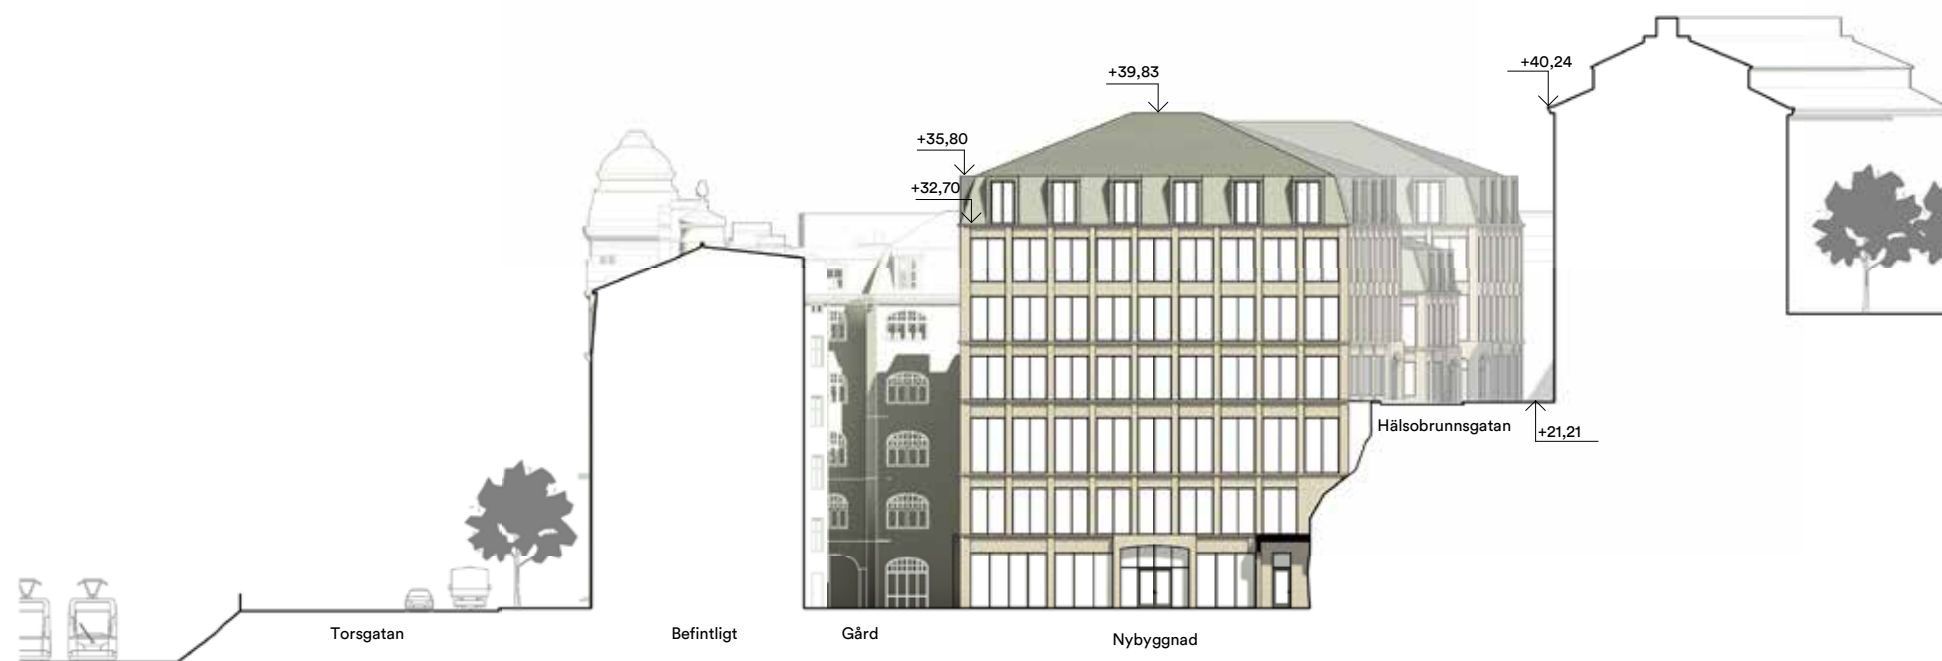 +40,24
+39,83
+35,80
+32,70
Hälsobrunnsgatan
+21,21
Torsgatan
Befintligt
Gård
Nybyggnad